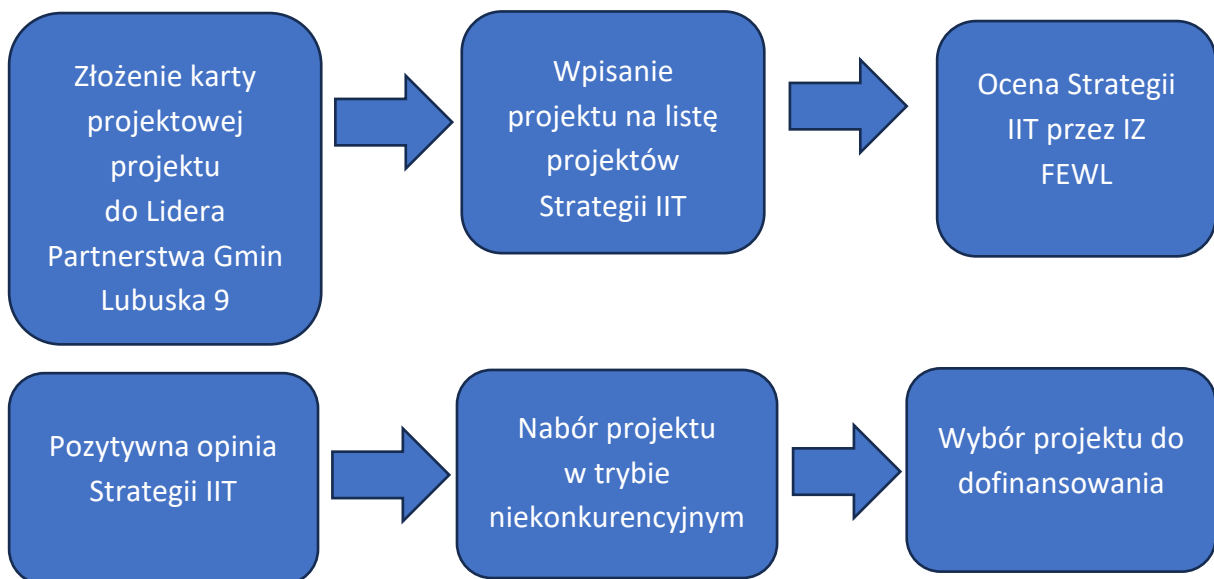 Złożenie karty
projektowej
projektu
do Lidera
Partnerstwa Gmin
Lubuska 9
Wpisanie
projektu na listę
projektów
Strategii IIT
Ocena Strategii
IIT przez IZ
FEWL
Pozytywna opinia
Strategii IIT
Nabór projektu
w trybie
niekonkurencyjnym
Wybór projektu do
dofinansowania